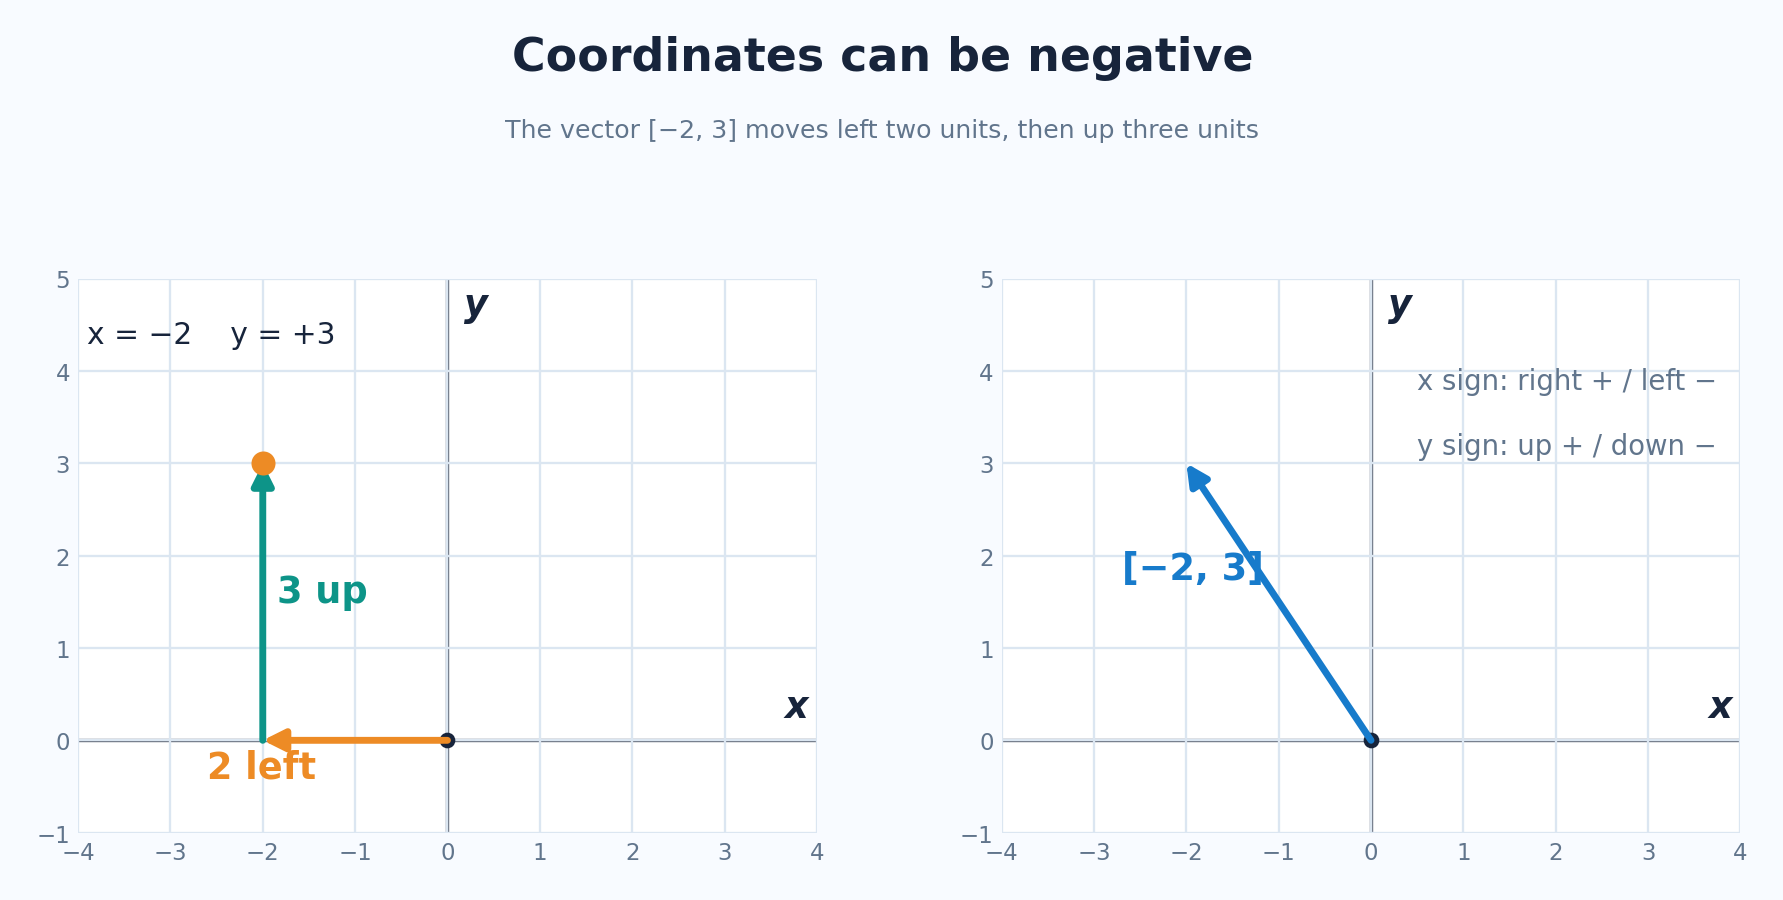 Coordinates can be negative
The vector [−2, 3] moves left two units, then up three units
5
y
x = −2 y = +3
4
3
2
3 up
1
x
0
2 left
−1
−4 −3 −2 −1 0 1 2 3 4
5
y
4
x sign: right + / left −
y sign: up + / down −
3
2
[−2, 3]
1
x
0
−1
−4 −3 −2 −1 0 1 2 3 4